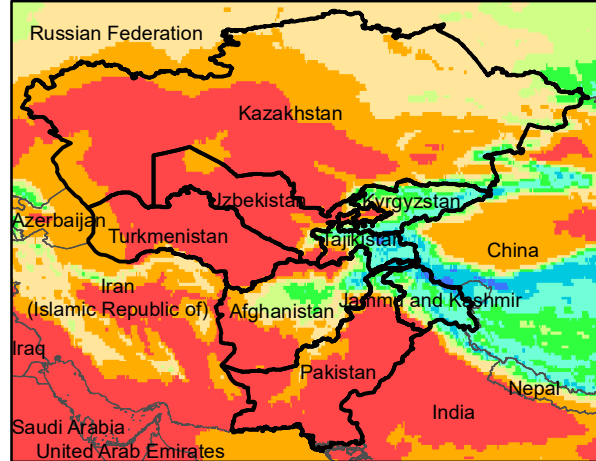 Russian Federation
Kazakhstan
Uzbekistan
Kyrgyzstan
Azerbaijan
Turkmenistan
Tajikistan
China
Iran
(Islamic Republic of)
Afghanistan
Jammu and Kashmir
Iraq
Pakistan
Nepal
India
Saudi Arabia
United Arab Emirates